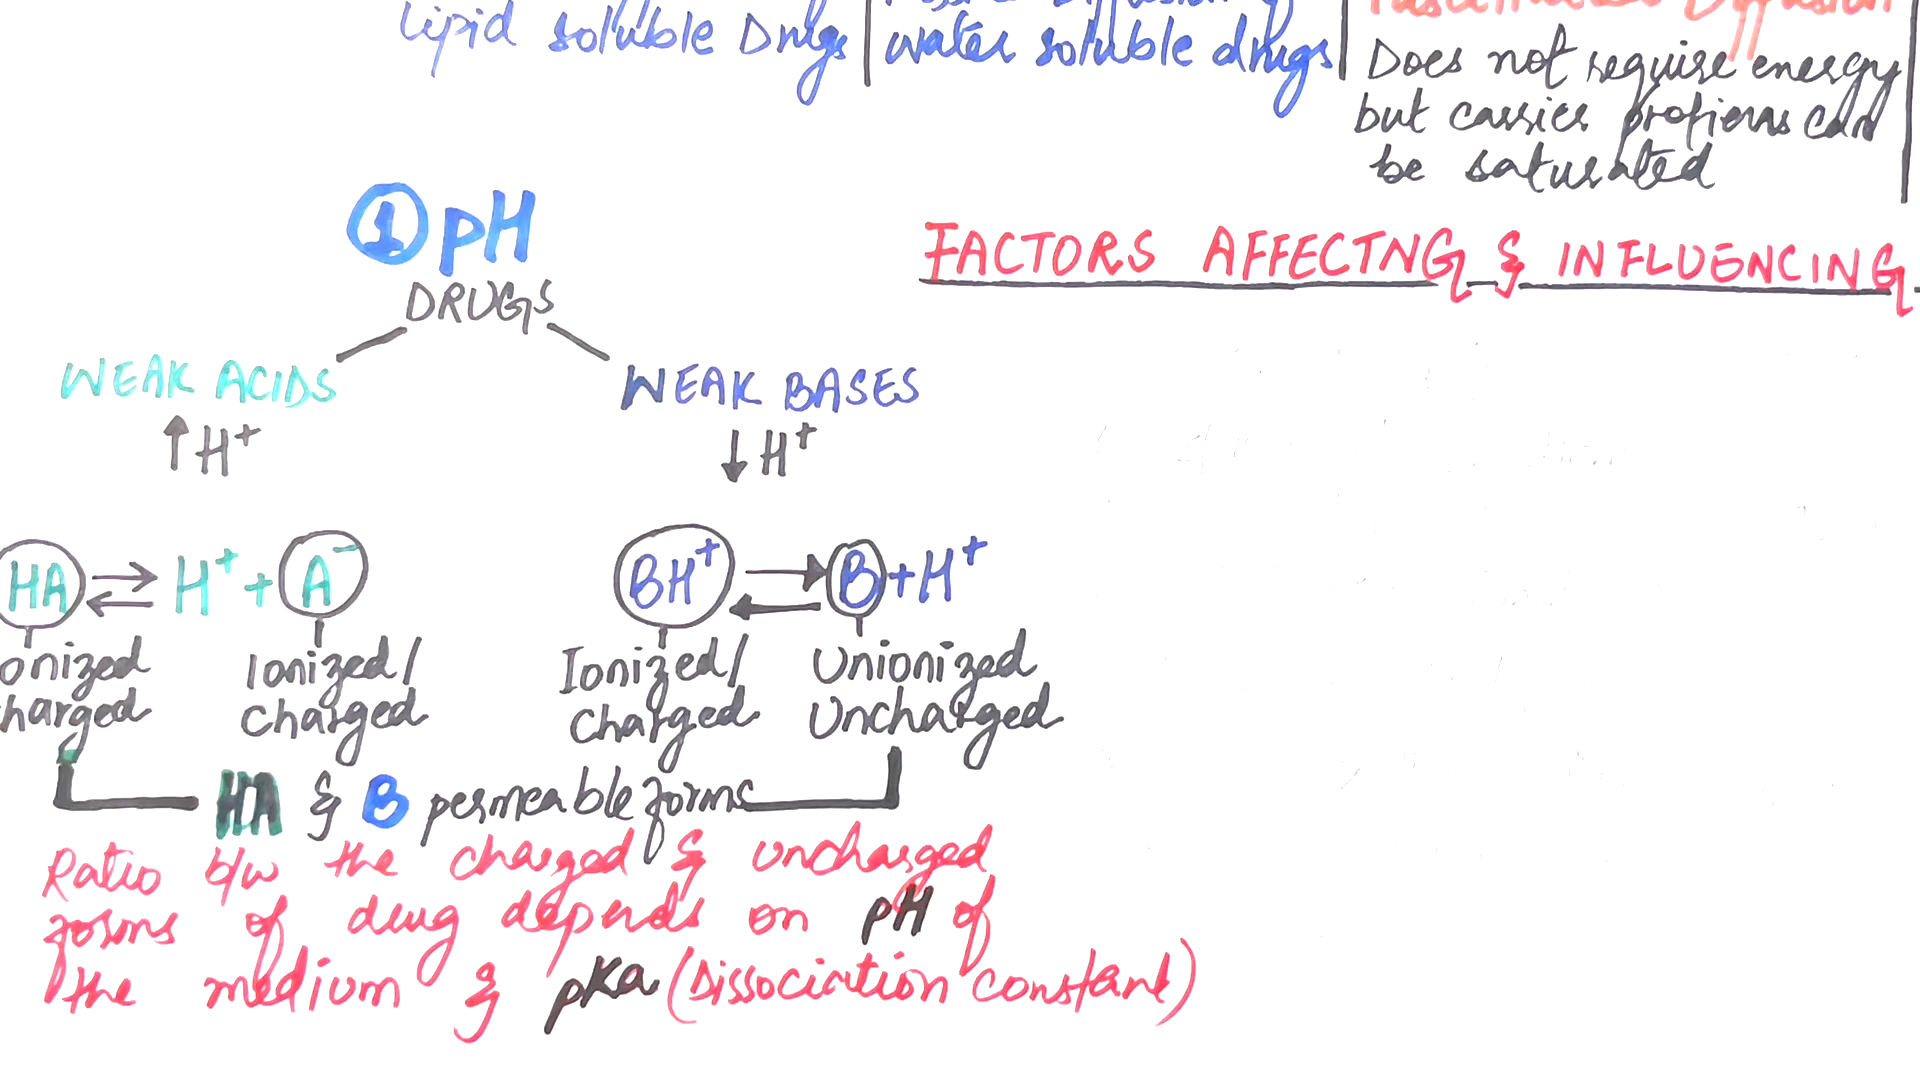 Lipid soluble Drugs
water soluble drugs
Does not require energy
but carrier protiens can
be saturated
① pH
DRUGS
FACTORS AFFECTNG & INFLUENCING
WEAK ACIDS
↑ H+
WEAK BASES
↓ H+
HA ⇌ H+ + A-
BH+ ⇌ B + H+
onized
harged
Ionized/
Charged
Ionized/
Charged
Unionized
Uncharged
HA & B permeable forms
Ratio b/w the charged & uncharged
forms of drug depends on pH of
the medium & pKa (Dissociation constant)